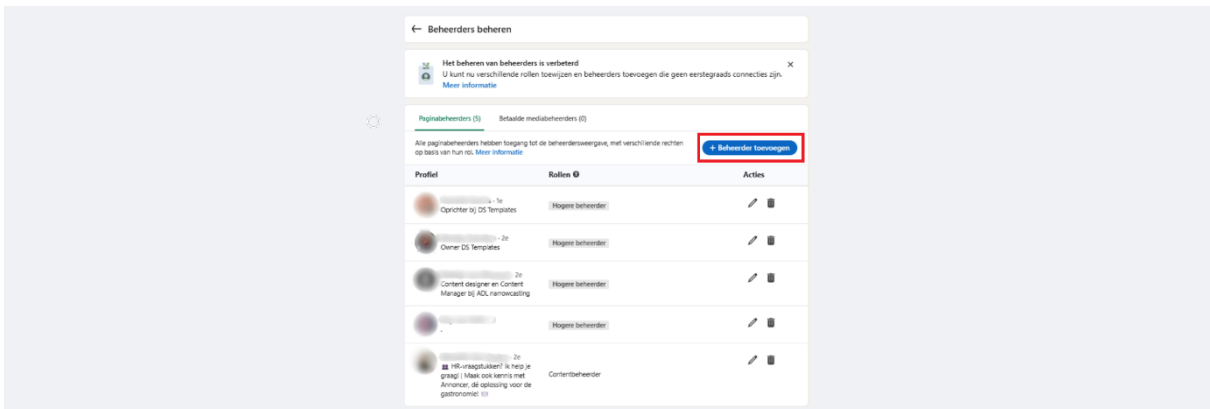 Beheerders beheren
Het beheren van beheerders is verbeterd
U kunt nu verschillende rollen toewijzen en beheerders toevoegen die geen eerstegraads connecties zijn.
Meer informatie
Paginabeheerders (5) Betaalde mediabeheerders (0)
Alle paginabeheerders hebben toegang tot de beheerdersweergave, met verschillende rechten
op basis van hun rol. Meer informatie
+ Beheerder toevoegen
Profiel Rollen Acties
- 1e
Oprichter bij DS Templates
Hogere beheerder
- 2e
Owner DS Templates
Hogere beheerder
2e
Content designer en Content
Manager bij ADL narrowcasting
Hogere beheerder
Hogere beheerder
- 2e
HR-vraagstukken? Ik help je
graag! | Maak ook kennis met
Annoncer, dé oplossing voor de
gastronomie!
Contentbeheerder